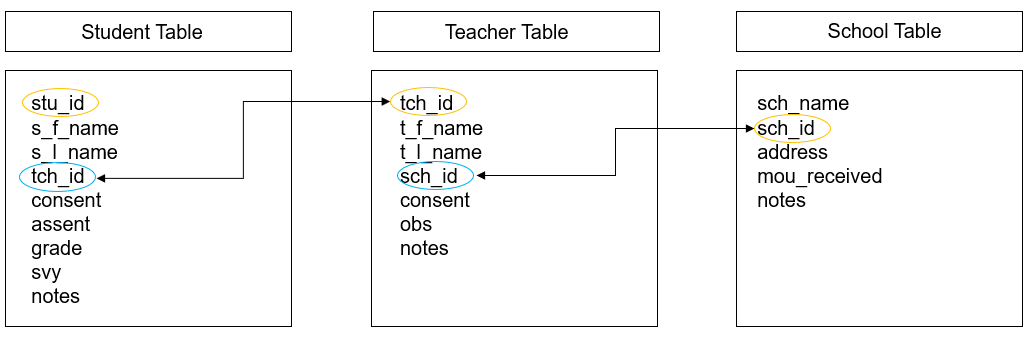 Student Table
stu_id
s_f_name
s_l_name
tch_id
consent
assent
grade
svy
notes
Teacher Table
tch_id
t_f_name
t_l_name
sch_id
consent
obs
notes
School Table
sch_name
sch_id
address
mou_received
notes